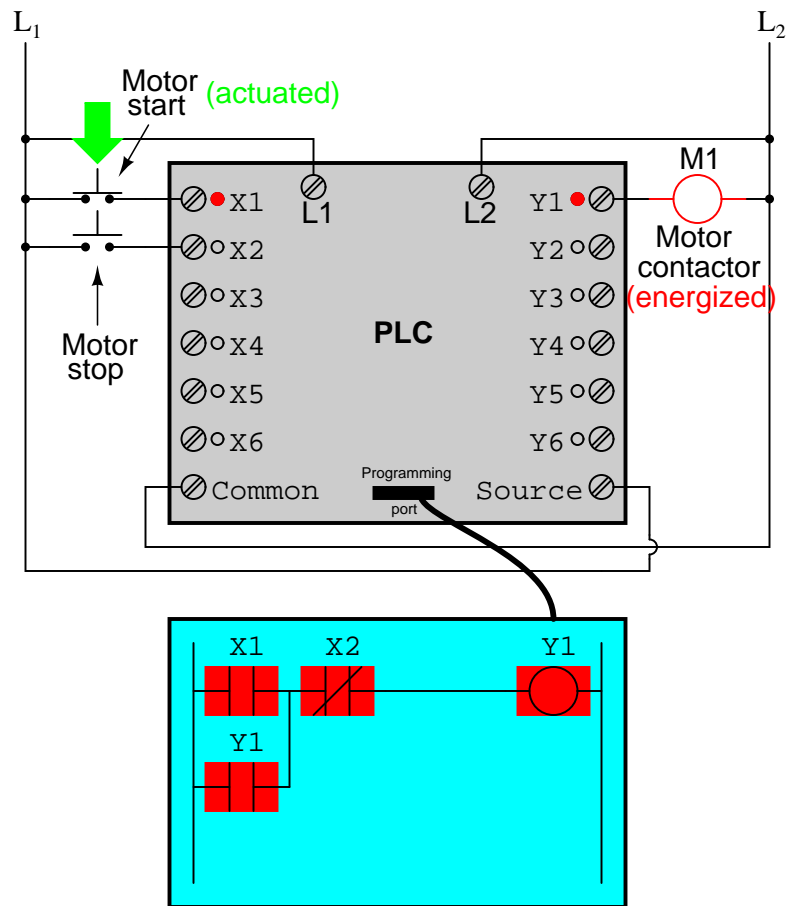 L1 L2
Motor
start (actuated)
M1
X1 L1 L2 Y1
X2 Y2
Motor
contactor
(energized)
X3 Y3
Motor
stop
PLC
X4 Y4
X5 Y5
X6 Y6
Common Programming
port Source
X1 X2 Y1
Y1